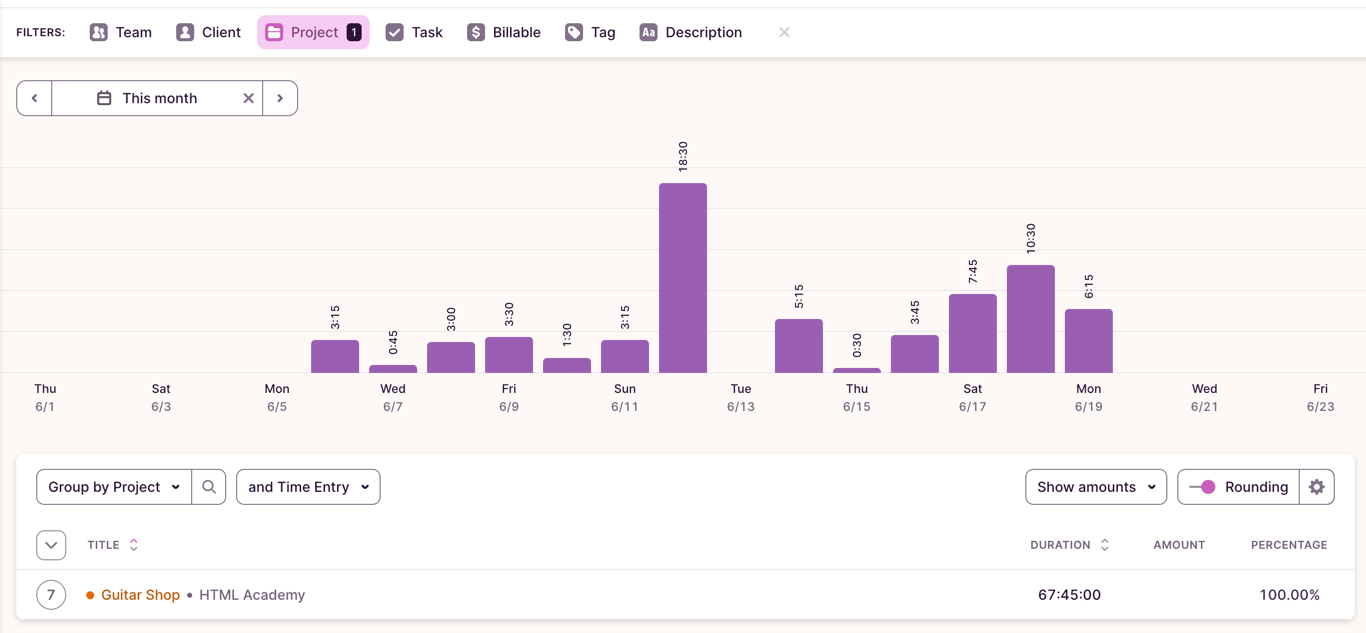 FILTERS: Team Client Project 1 Task $ Billable Tag Aa Description
This month
18:30
10:30
7:45
6:15
5:15
3:45
3:30
3:15
3:00
3:15
1:30
0:45
0:30
Thu Sat Mon Wed Fri Sun Tue Thu Sat Mon Wed Fri
6/1 6/3 6/5 6/7 6/9 6/11 6/13 6/15 6/17 6/19 6/21 6/23
Group by Project and Time Entry Show amounts Rounding
TITLE DURATION AMOUNT PERCENTAGE
7 Guitar Shop • HTML Academy 67:45:00 100.00%